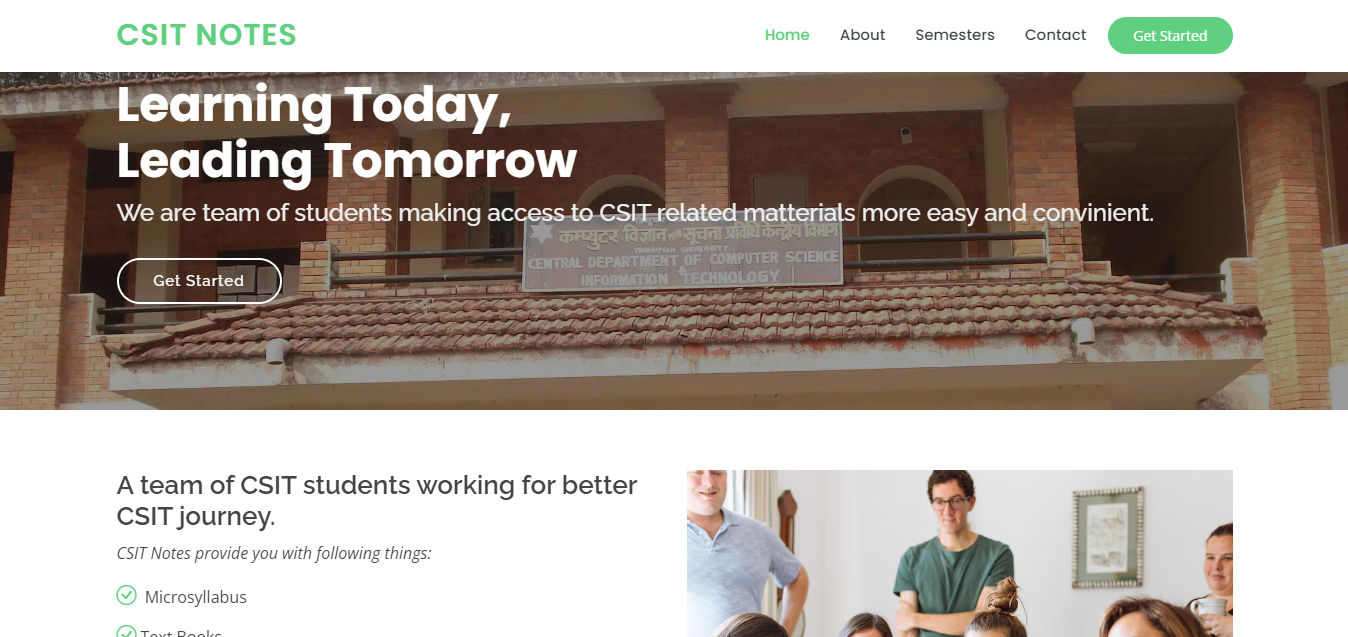 CSIT NOTES
Home About Semesters Contact Get Started
Learning Today,
Leading Tomorrow
We are team of students making access to CSIT related matterials more easy and convinient.
कम्प्युटर विज्ञान तथा सूचना प्रविधि केन्द्रीय विभाग
TRIBHUVAN UNIVERSITY
CENTRAL DEPARTMENT OF COMPUTER SCIENCE
INFORMATION TECHNOLOGY
Get Started
A team of CSIT students working for better
CSIT journey.
CSIT Notes provide you with following things:
Microsyllabus
Text Books